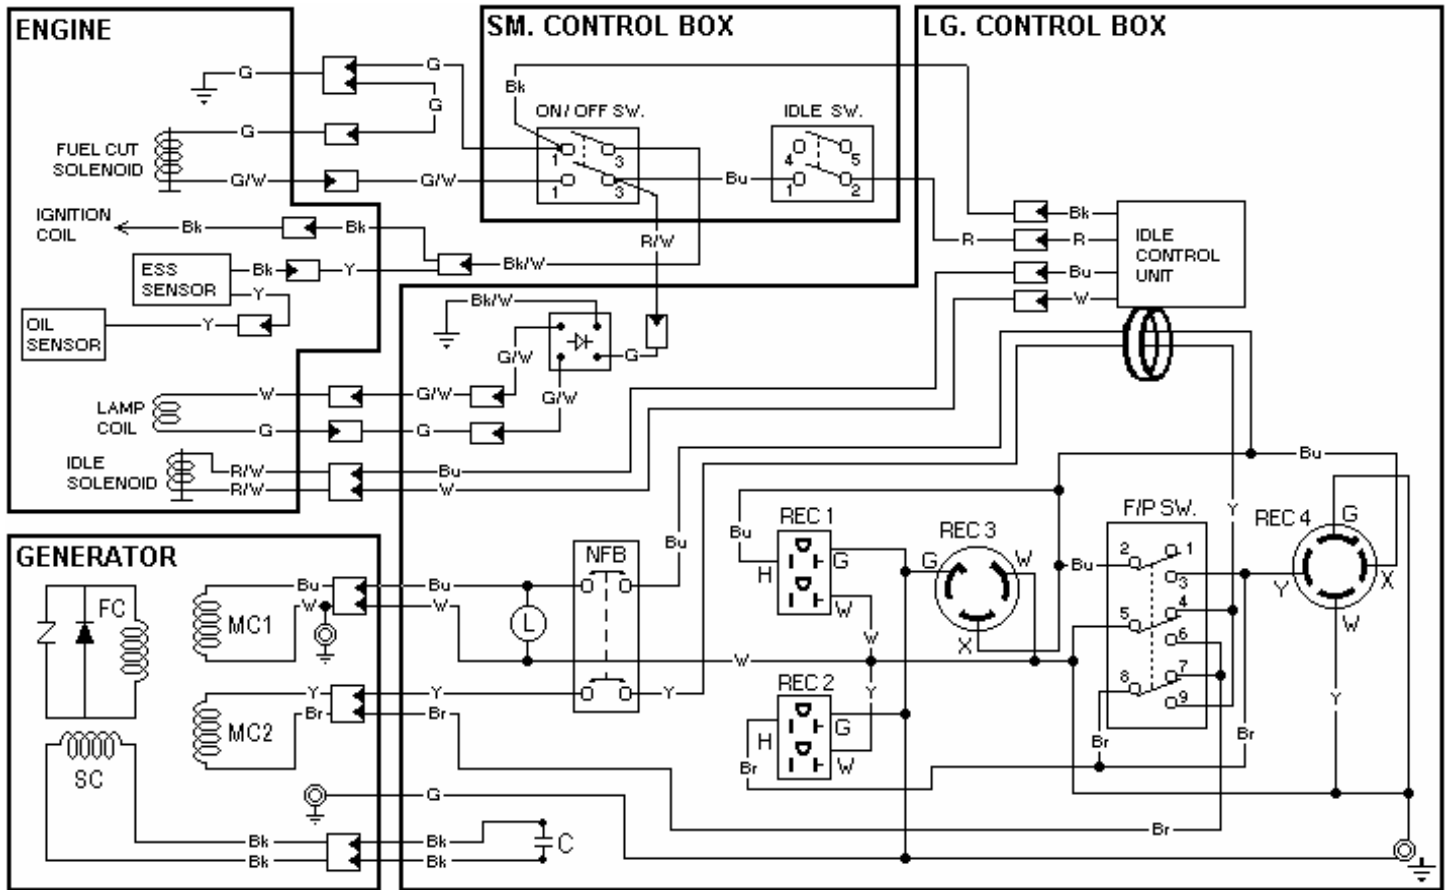 ENGINE
SM. CONTROL BOX
LG. CONTROL BOX
G
G
Bk
ON / OFF SW.
IDLE SW.
G
FUEL CUT
SOLENOID
G
1
3
4
5
G/W
G/W
1
3
Bu
1
2
IGNITION
COIL
Bk
Bk
R/W
Bk
R
R
Bu
W
IDLE
CONTROL
UNIT
Bk/W
ESS
SENSOR
Bk
Y
Y
OIL
SENSOR
Y
Bk/W
G/W
G
G/W
LAMP
COIL
W
G/W
G
G
IDLE
SOLENOID
R/W
R/W
Bu
W
Bu
GENERATOR
NFB
Bu
REC 1
Bu
H
G
W
REC 3
G
W
X
F/P SW.
Y
Bu
2
1
3
5
4
6
8
7
9
REC 4
G
Y
X
W
FC
MC1
Bu
W
Bu
W
L
W
W
Y
MC2
Y
Br
Y
Br
Y
REC 2
H
G
W
Br
Br
Br
Y
SC
G
Br
Bk
Bk
Bk
Bk
C